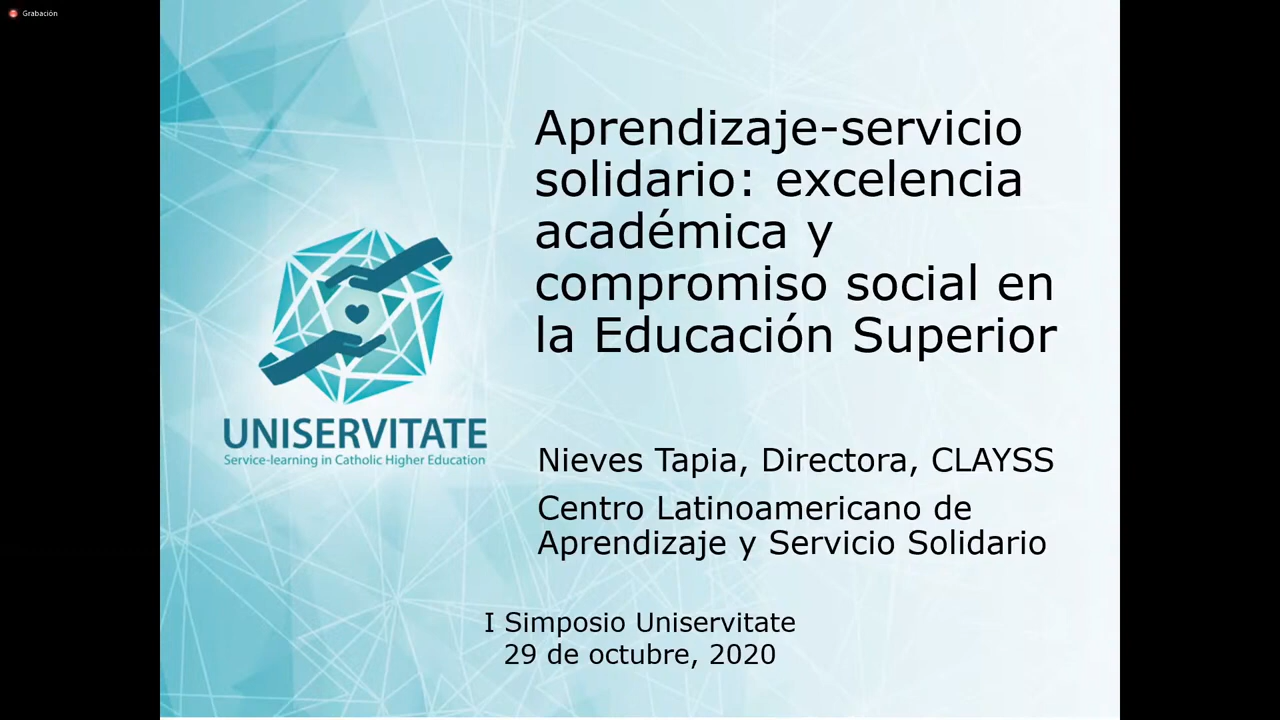 Grabación
Aprendizaje-servicio
solidario: excelencia
académica y
compromiso social en
la Educación Superior
UNISERVITATE
Service-learning in Catholic Higher Education
Nieves Tapia, Directora, CLAYSS
Centro Latinoamericano de
Aprendizaje y Servicio Solidario
I Simposio Uniservitate
29 de octubre, 2020